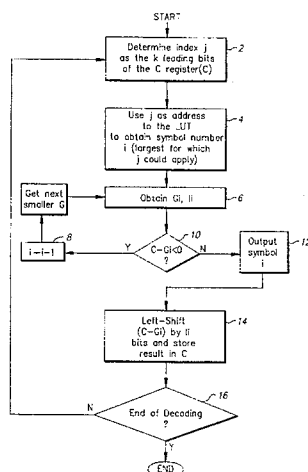 START
Determine index j
as the k leading bits
of the C register(C)
2
Use j as address
to the LUT
to obtain symbol number
i (largest for which
j could apply)
4
Get next
smaller G
Obtain Gi, li
6
i←i-1
8
Y
C-Gi<0
?
10
N
Output
symbol
i
12
Left-Shift
(C-Gi) by li
bits and store
result in C
14
N
End of Decoding
?
16
Y
END